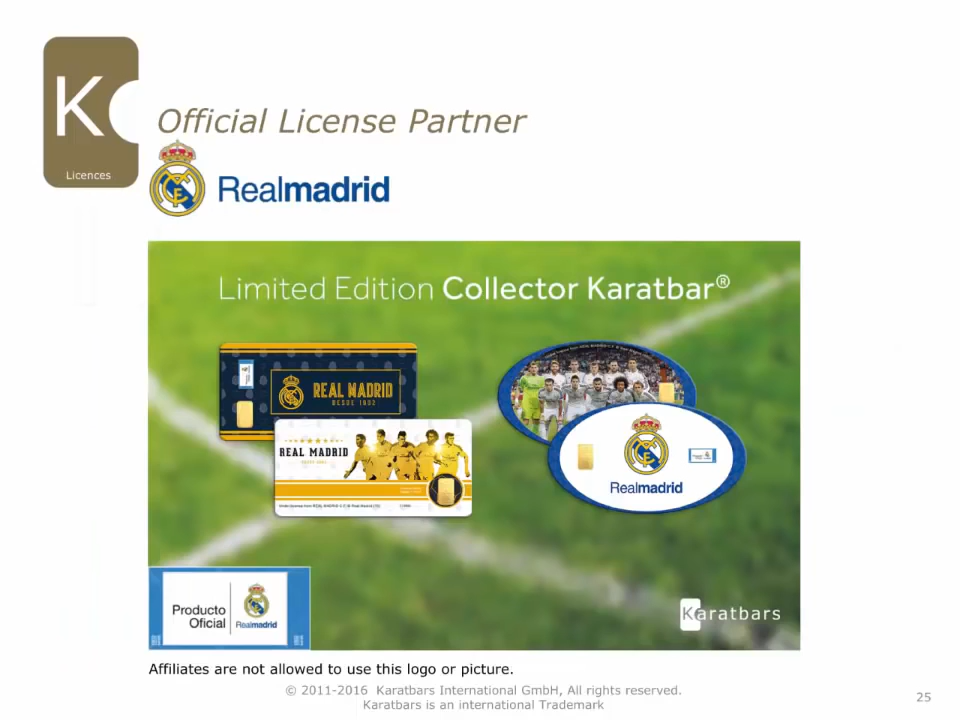 K
Licences
Official License Partner
Realmadrid
Limited Edition Collector Karatbar®
REAL MADRID
DESDE 1902
REAL MADRID
Realmadrid
Producto
Oficial
Realmadrid
Karatbars
Affiliates are not allowed to use this logo or picture.
© 2011-2016 Karatbars International GmbH, All rights reserved.
Karatbars is an international Trademark
25